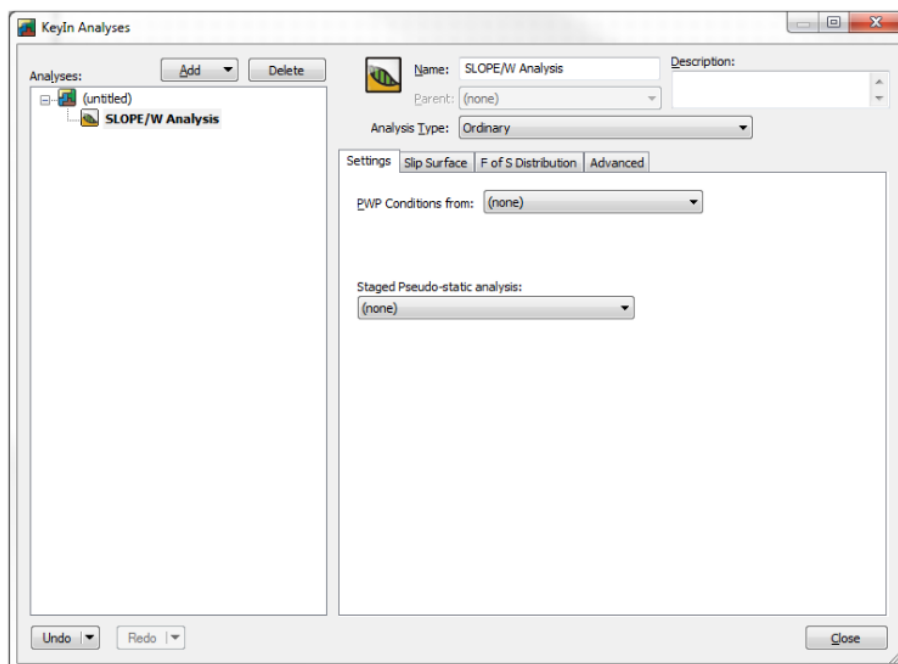 KeyIn Analyses
Analyses:
Add
Delete
(untitled)
SLOPE/W Analysis
Name: SLOPE/W Analysis
Description:
Parent: (none)
Analysis Type: Ordinary
Settings Slip Surface F of S Distribution Advanced
PWP Conditions from: (none)
Staged Pseudo-static analysis:
(none)
Undo
Redo
Close